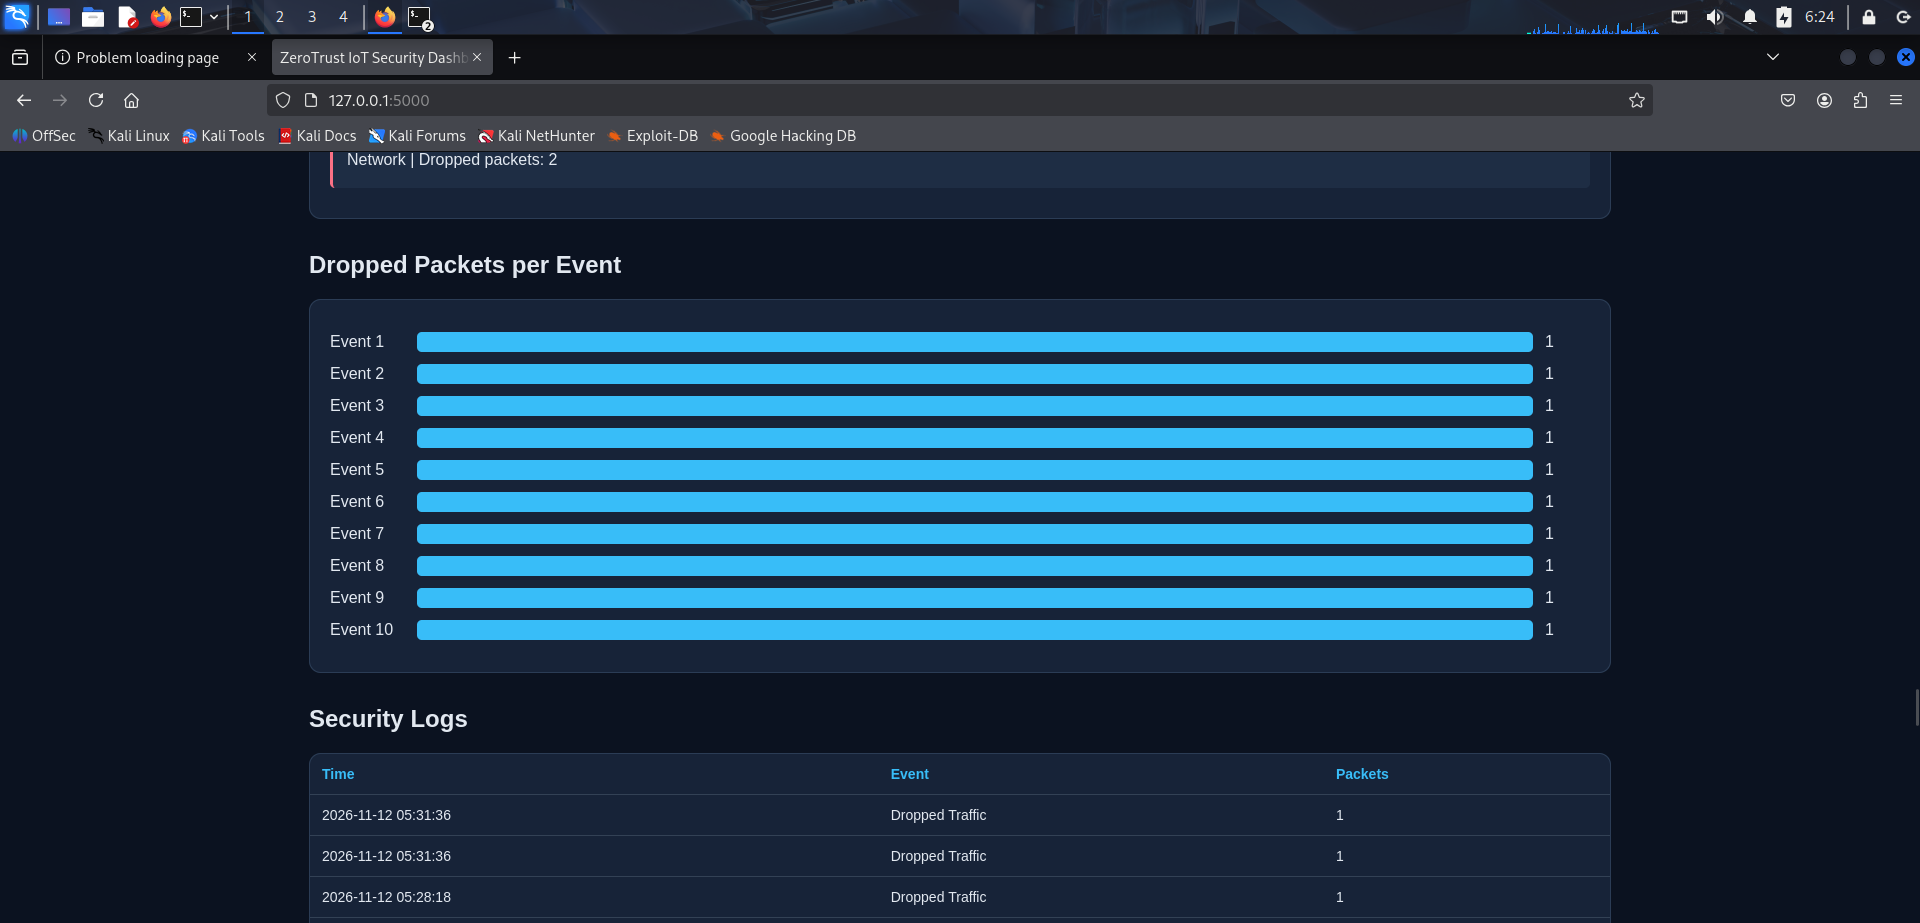 1 2 3 4 2 6:24
Problem loading page ZeroTrust IoT Security Dashb
127.0.0.1:5000
OffSec Kali Linux Kali Tools Kali Docs Kali Forums Kali NetHunter Exploit-DB Google Hacking DB
Network | Dropped packets: 2
Dropped Packets per Event
Event 1 1
Event 2 1
Event 3 1
Event 4 1
Event 5 1
Event 6 1
Event 7 1
Event 8 1
Event 9 1
Event 10 1
Security Logs
Time Event Packets
2026-11-12 05:31:36 Dropped Traffic 1
2026-11-12 05:31:36 Dropped Traffic 1
2026-11-12 05:28:18 Dropped Traffic 1